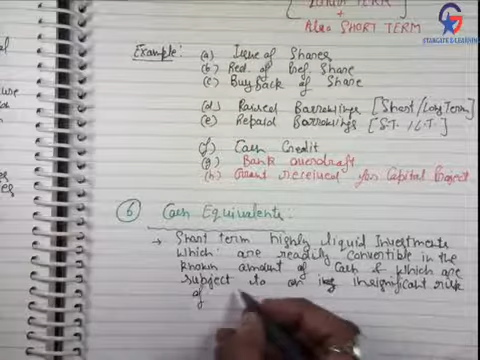 LONG TERM
+
Also SHORT TERM
STARGATE E-LEARNING
Example: (a) Issue of Shares
(b) Red. of Pref. Share
(c) Buy back of Share
(d) Raised Borrowings [Short/Long Term]
(e) Repaid Borrowings [S.T. / L.T.]
(f) Cash Credit
(g) Bank overdraft
(h) Grant received for Capital Project
6 Cash Equivalents:
→ Short term highly liquid Investments
which are readily convertible in the
known amount of Cash & which are
subject to an insignificant risk
of